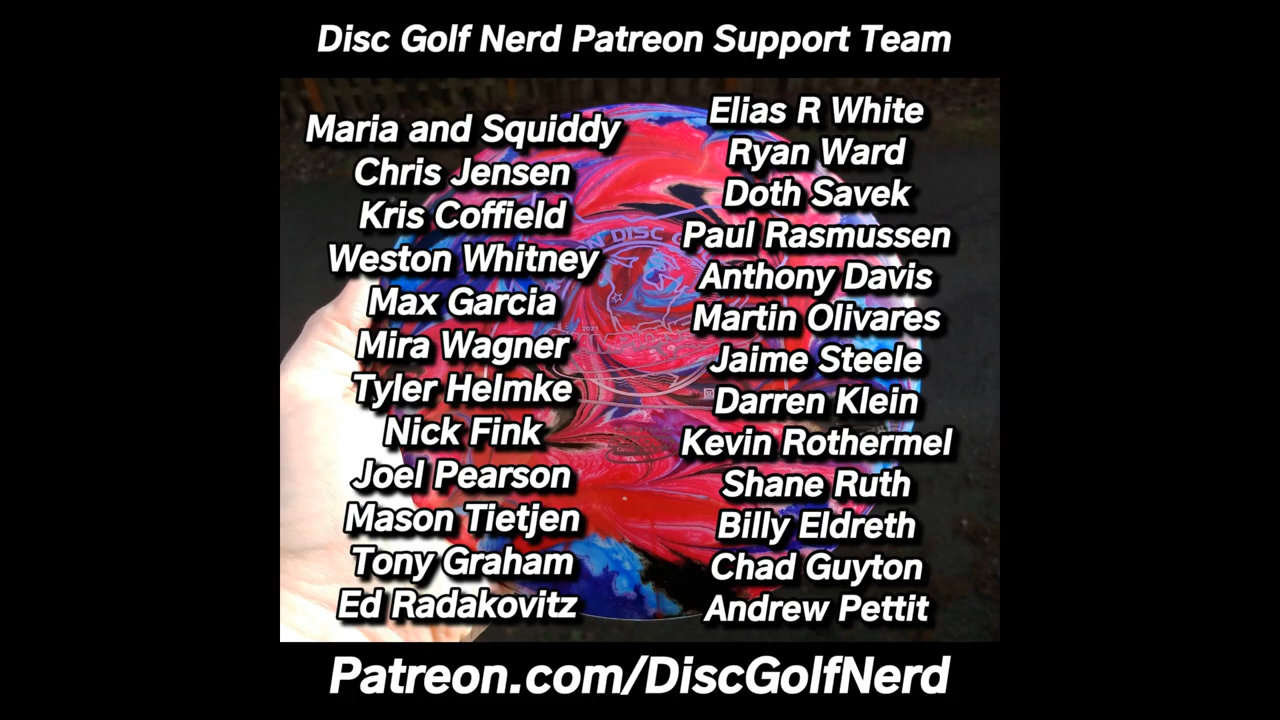 Disc Golf Nerd Patreon Support Team
Maria and Squiddy
Chris Jensen
Kris Coffield
Weston Whitney
Max Garcia
Mira Wagner
Tyler Helmke
Nick Fink
Joel Pearson
Mason Tietjen
Tony Graham
Ed Radakovitz
Elias R White
Ryan Ward
Doth Savek
Paul Rasmussen
Anthony Davis
Martin Olivares
Jaime Steele
Darren Klein
Kevin Rothermel
Shane Ruth
Billy Eldreth
Chad Guyton
Andrew Pettit
DISC
2021
Patreon.com/DiscGolfNerd